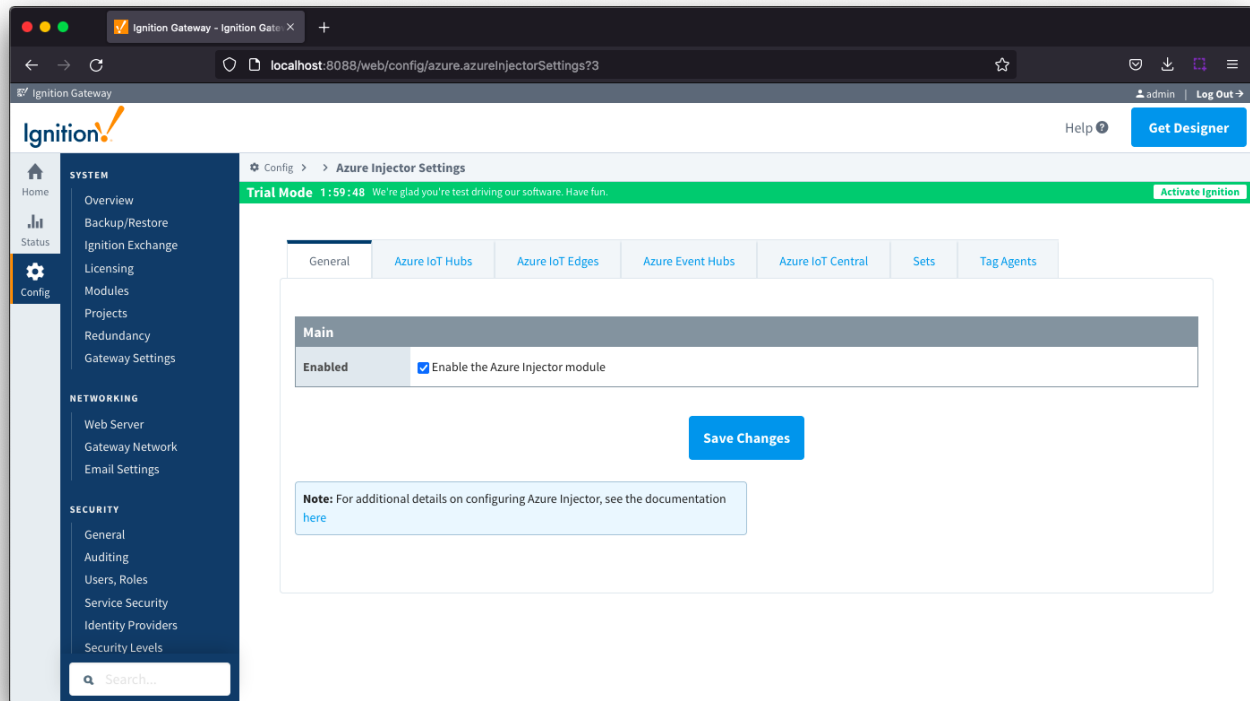 Ignition Gateway - Ignition Gate
localhost:8088/web/config/azure.azureInjectorSettings?3
Ignition Gateway
admin | Log Out
Ignition!
Help
Get Designer
Home
Status
Config
SYSTEM
Overview
Backup/Restore
Ignition Exchange
Licensing
Modules
Projects
Redundancy
Gateway Settings
NETWORKING
Web Server
Gateway Network
Email Settings
SECURITY
General
Auditing
Users, Roles
Service Security
Identity Providers
Security Levels
Search...
Config > > Azure Injector Settings
Trial Mode 1:59:48 We're glad you're test driving our software. Have fun.
Activate Ignition
General
Azure IoT Hubs
Azure IoT Edges
Azure Event Hubs
Azure IoT Central
Sets
Tag Agents
Main
Enabled
Enable the Azure Injector module
Save Changes
Note: For additional details on configuring Azure Injector, see the documentation
here